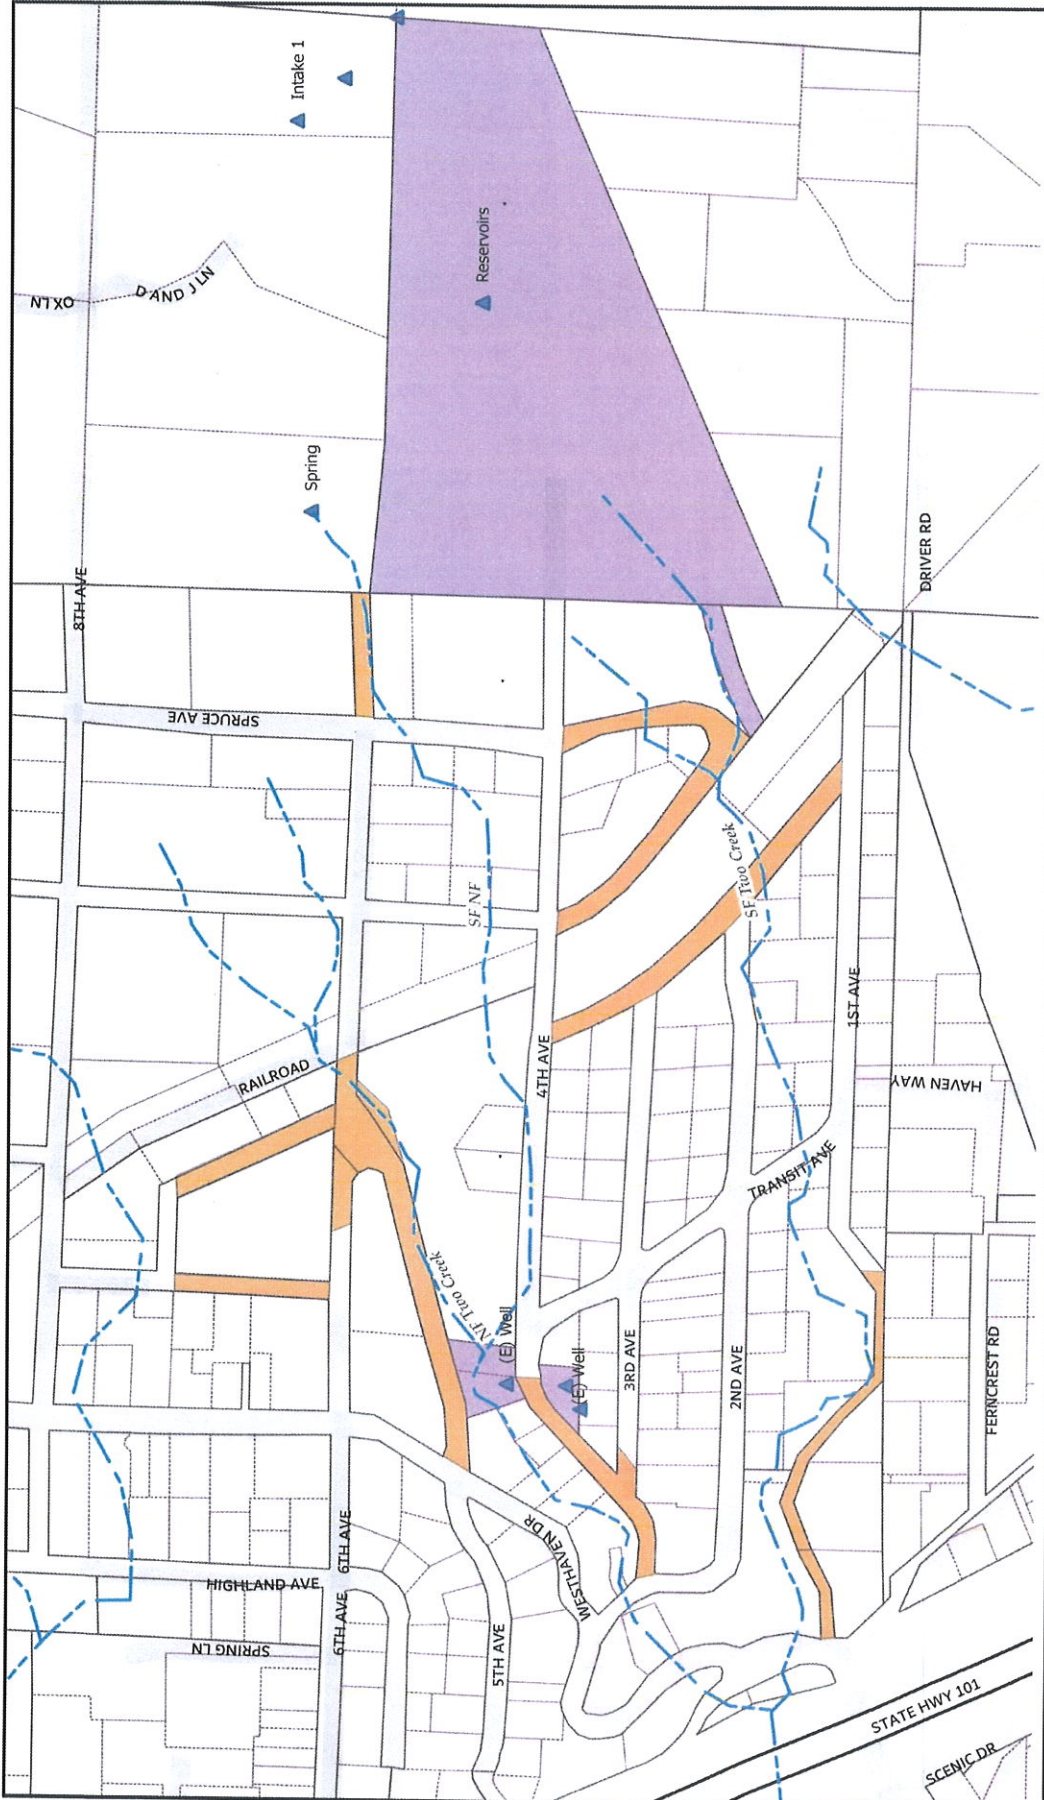 Intake 1
Reservoirs
OX LN
D AND J LN
Spring
8TH AVE
DRIVER RD
SPRUCE AVE
SF Two Creek
SF NF
1ST AVE
4TH AVE
RAILROAD
HAVEN WAY
TRANSIT AVE
NF Two Creek
(E) Well
(E) Well
3RD AVE
2ND AVE
FERNCREST RD
6TH AVE
WESTHAVEN DR
HIGHLAND AVE
6TH AVE
SPRING LN
5TH AVE
STATE HWY 101
SCENIC DR